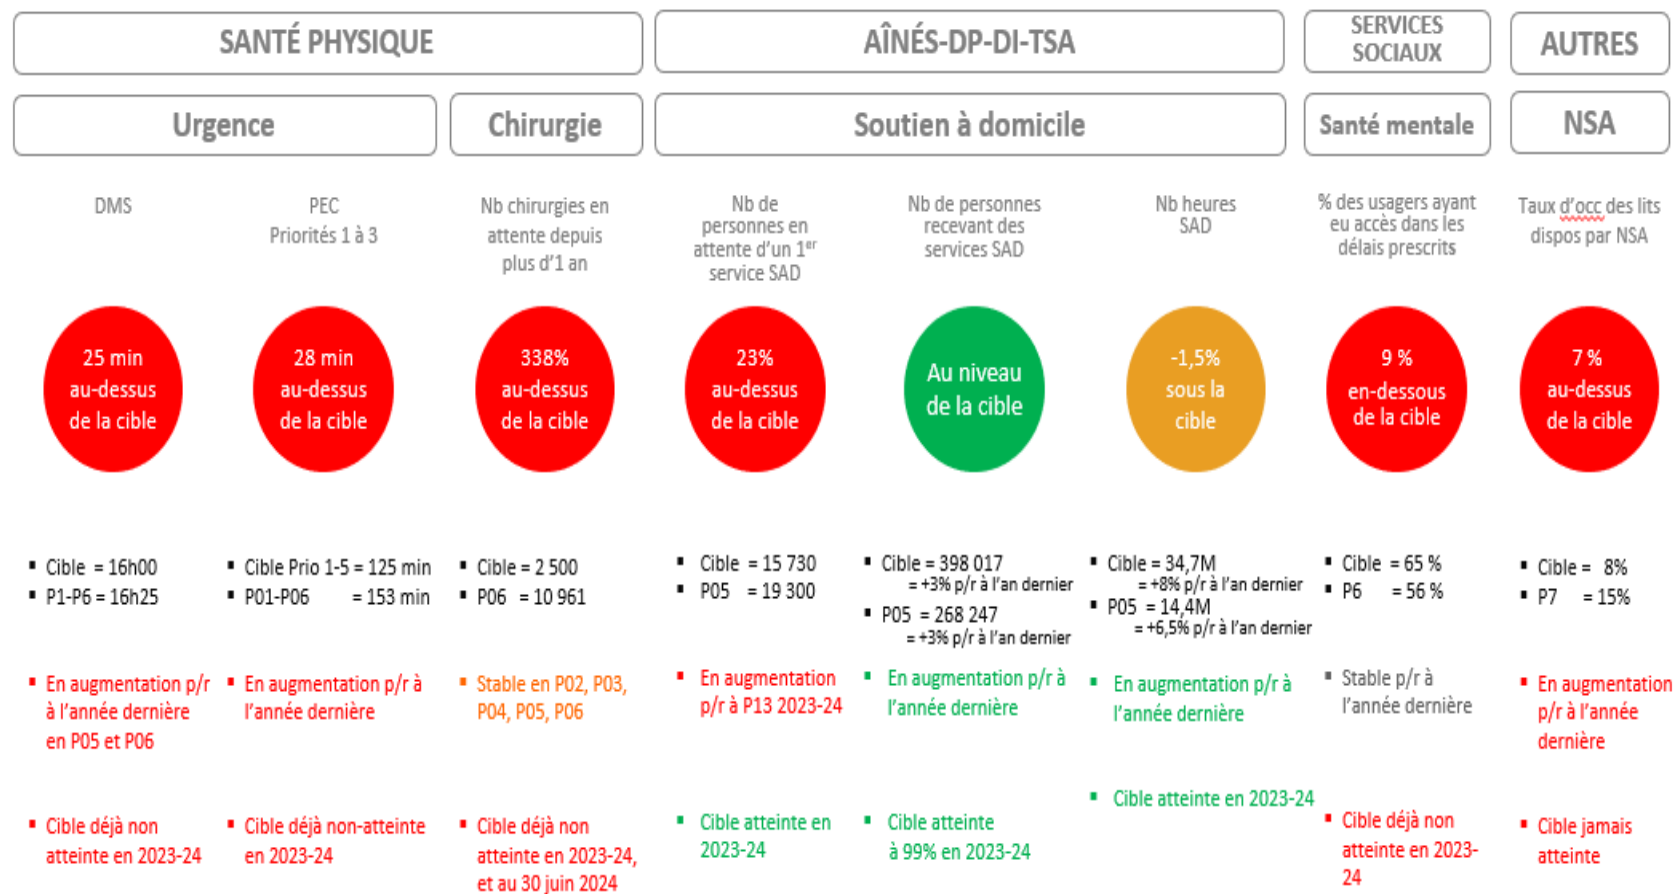 SANTÉ PHYSIQUE
AÎNÉS-DP-DI-TSA
SERVICES
SOCIAUX
AUTRES
Urgence
Chirurgie
Soutien à domicile
Santé mentale
NSA
DMS
PEC
Priorités 1 à 3
Nb chirurgies en
attente depuis
plus d'1 an
Nb de
personnes en
attente d'un 1er
service SAD
Nb de personnes
recevant des
services SAD
Nb heures
SAD
% des usagers ayant
eu accès dans les
délais prescrits
Taux d'occ des lits
dispos par NSA
25 min
au-dessus
de la cible
28 min
au-dessus
de la cible
338%
au-dessus
de la cible
23%
au-dessus
de la cible
Au niveau
de la cible
-1,5%
sous la
cible
9 %
en-dessous
de la cible
7 %
au-dessus
de la cible
▪ Cible = 16h00
▪ P1-P6 = 16h25
▪ Cible Prio 1-5 = 125 min
▪ P01-P06 = 153 min
▪ Cible = 2 500
▪ P06 = 10 961
▪ Cible = 15 730
▪ P05 = 19 300
▪ Cible = 398 017
= +3% p/r à l'an dernier
▪ P05 = 268 247
= +3% p/r à l'an dernier
▪ Cible = 34,7M
= +8% p/r à l'an dernier
▪ P05 = 14,4M
= +6,5% p/r à l'an dernier
▪ Cible = 65 %
▪ P6 = 56 %
▪ Cible = 8%
▪ P7 = 15%
▪ En augmentation p/r
à l'année dernière
en P05 et P06
▪ En augmentation p/r à
l'année dernière
▪ Stable en P02, P03,
P04, P05, P06
▪ En augmentation
p/r à P13 2023-24
▪ En augmentation p/r à
l'année dernière
▪ En augmentation p/r à
l'année dernière
▪ Stable p/r à
l'année dernière
▪ En augmentation
p/r à l'année
dernière
▪ Cible déjà non
atteinte en 2023-24
▪ Cible déjà non-atteinte
en 2023-24
▪ Cible déjà non
atteinte en 2023-24,
et au 30 juin 2024
▪ Cible atteinte en
2023-24
▪ Cible atteinte
à 99% en 2023-24
▪ Cible atteinte en 2023-24
▪ Cible déjà non
atteinte en 2023-
24
▪ Cible jamais
atteinte